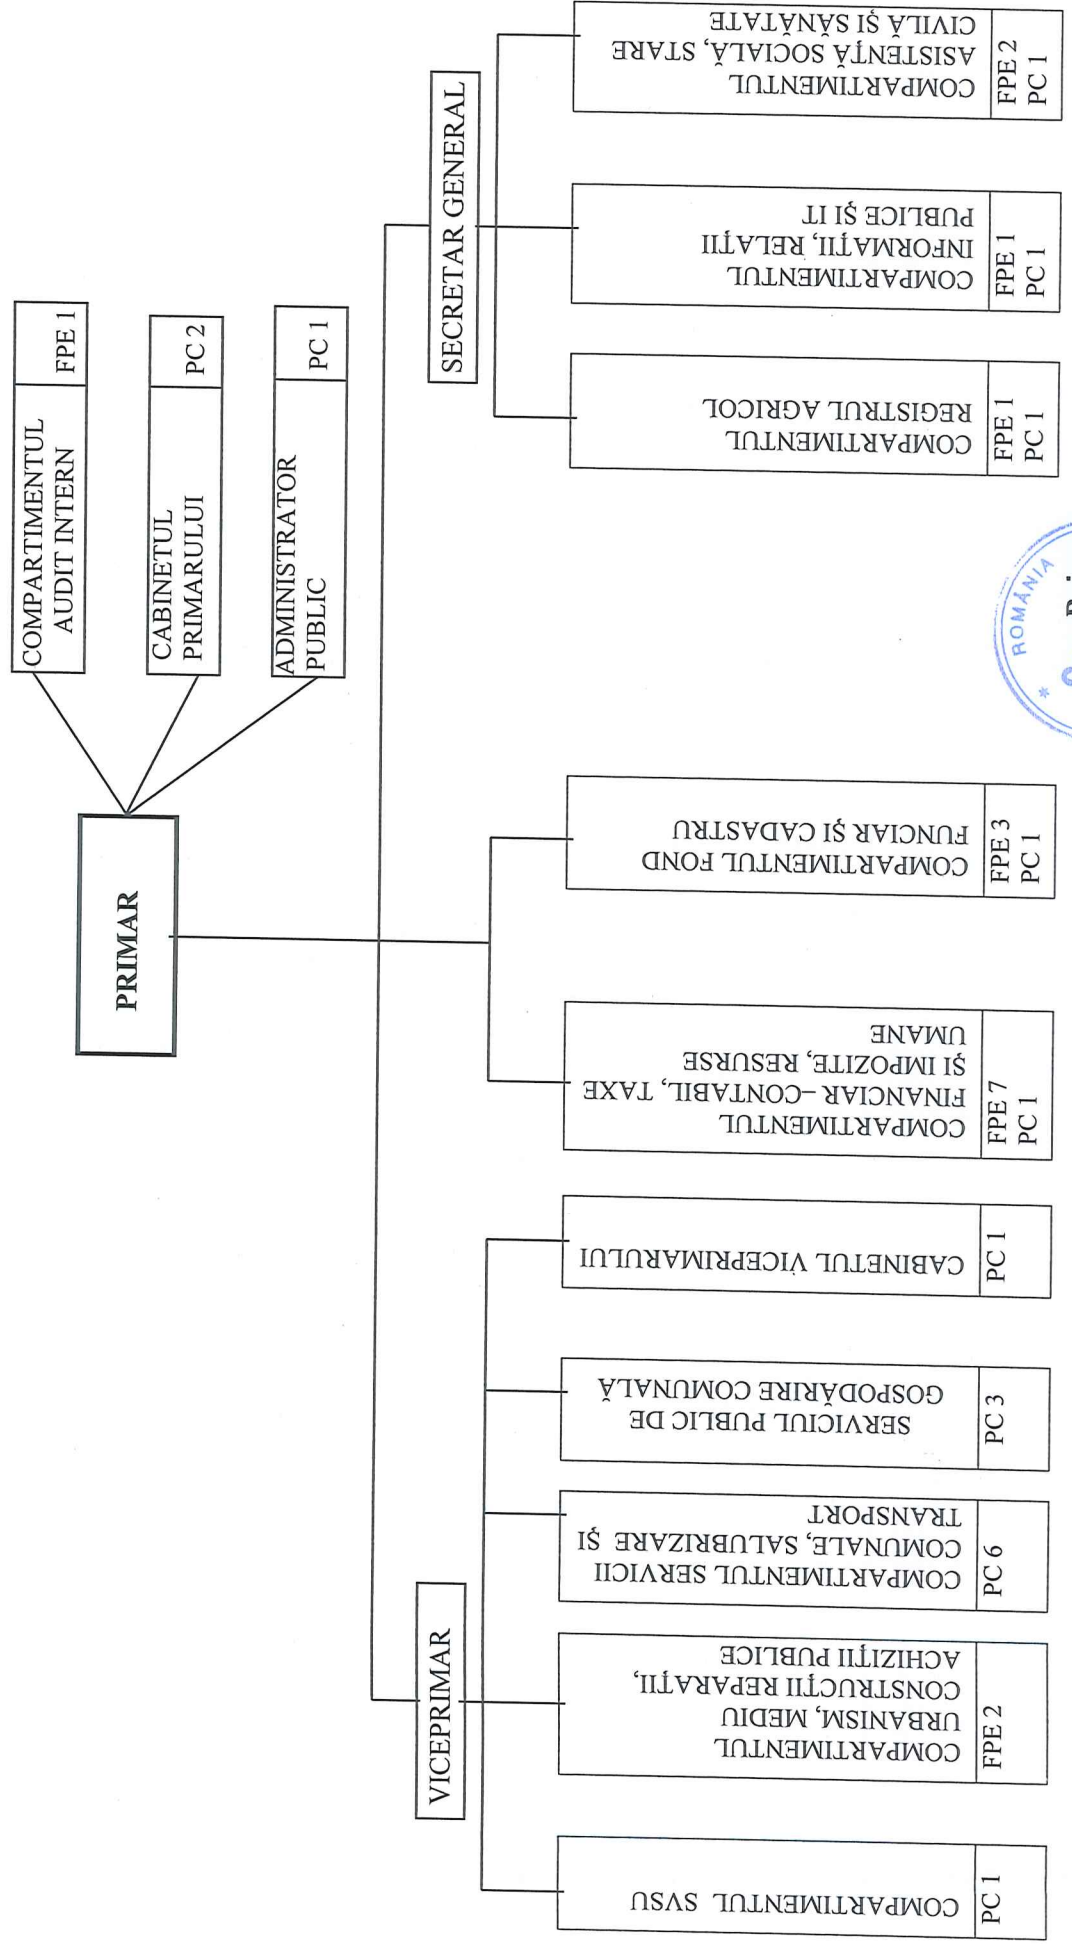 COMPARTIMENTUL
AUDIT INTERN
FPE 1
CABINETUL
PRIMARULUI
PC 2
ADMINISTRATOR
PUBLIC
PC 1
PRIMAR
VICEPRIMAR
SECRETAR GENERAL
COMPARTIMENTUL SVSU
PC 1
COMPARTIMENTUL
URBANISM, MEDIU
CONSTRUCȚII REPARAȚII,
ACHIZIȚII PUBLICE
FPE 2
COMPARTIMENTUL SERVICII
COMUNALE, SALUBRIZARE ȘI
TRANSPORT
PC 6
SERVICIUL PUBLIC DE
GOSPODĂRIRE COMUNALĂ
PC 3
CABINETUL VICEPRIMARULUI
PC 1
COMPARTIMENTUL
FINANCIAR –CONTABIL, TAXE
ȘI IMPOZITE, RESURSE
UMANE
FPE 7
PC 1
COMPARTIMENTUL FOND
FUNCIAR ȘI CADASTRU
FPE 3
PC 1
COMPARTIMENTUL
REGISTRUL AGRICOL
FPE 1
PC 1
COMPARTIMENTUL
INFORMAȚII, RELAȚII
PUBLICE ȘI IT
FPE 1
PC 1
COMPARTIMENTUL
ASISTENȚĂ SOCIALĂ, STARE
CIVILĂ ȘI SĂNĂTATE
FPE 2
PC 1
* ROMÂNIA